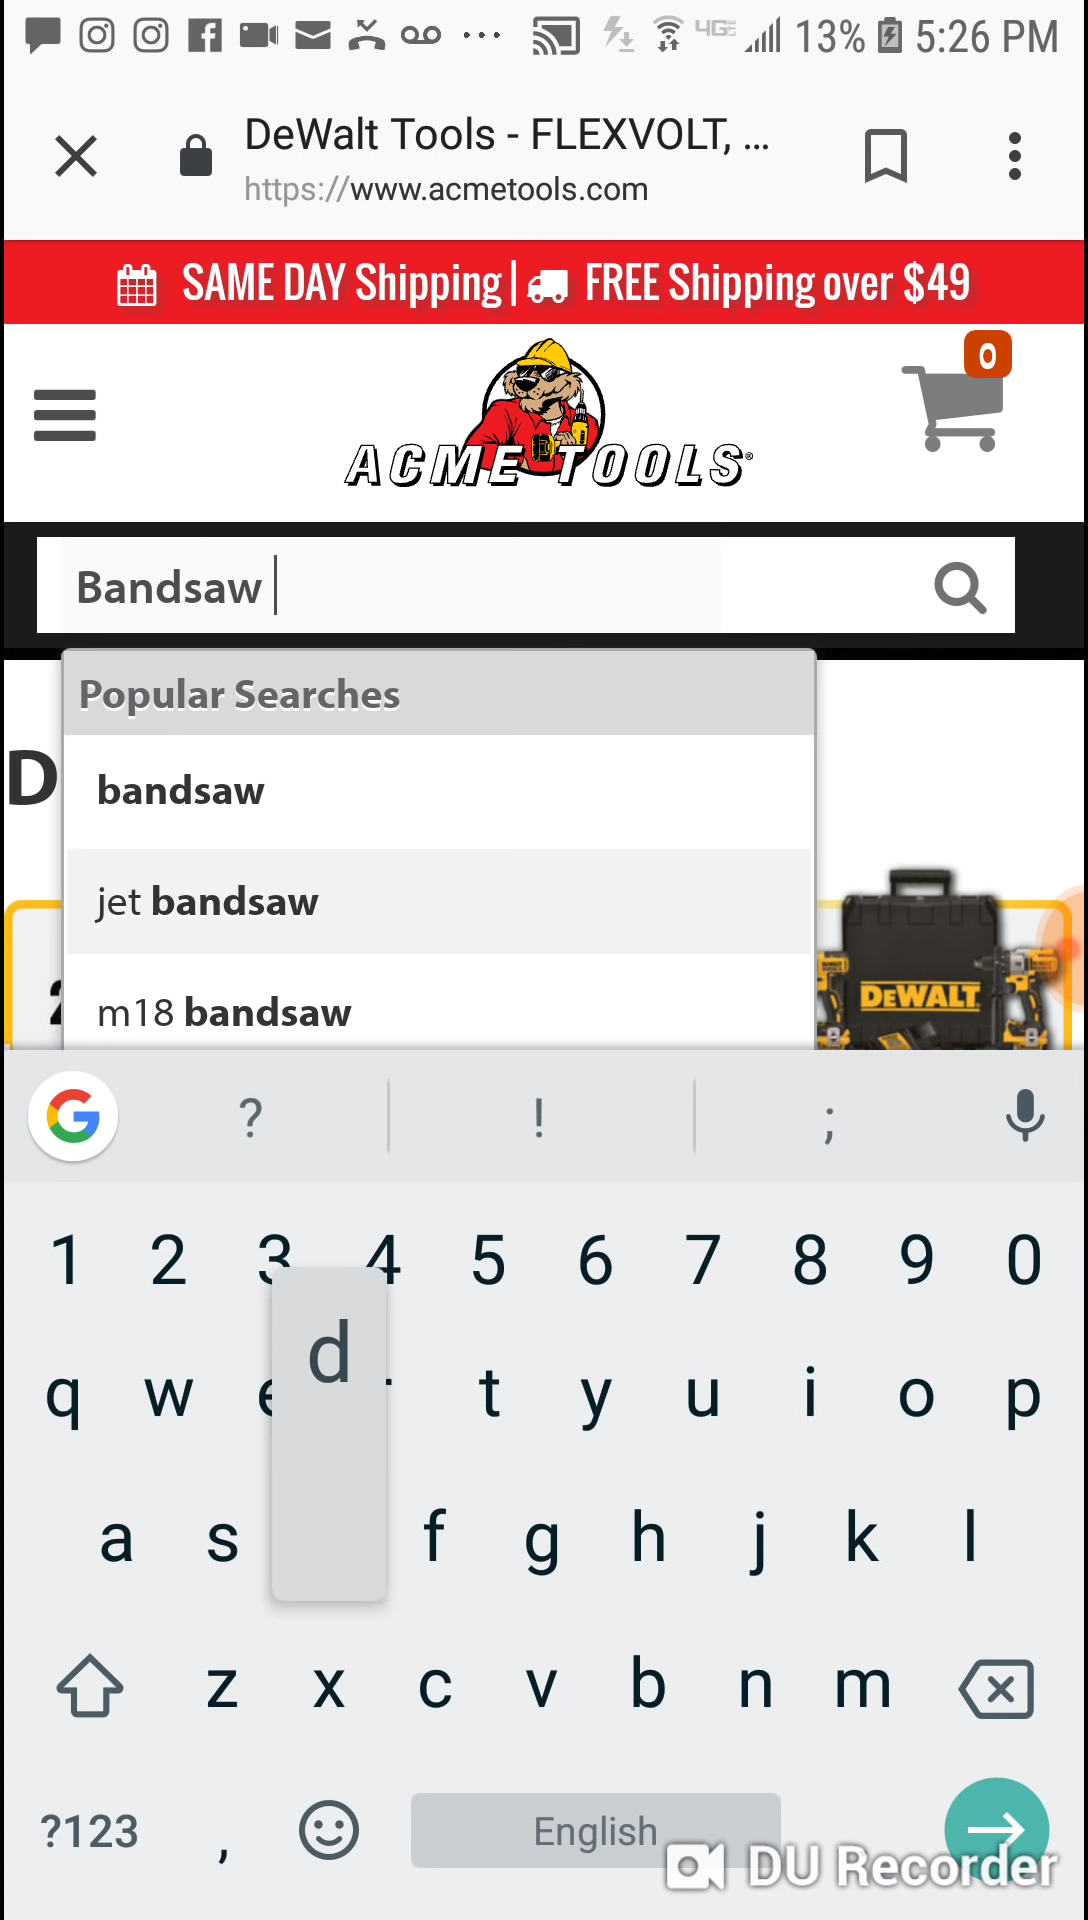 4GE 13% 5:26 PM
DeWalt Tools - FLEXVOLT, ...
https://www.acmetools.com
SAME DAY Shipping | FREE Shipping over $49
0
ACME TOOLS®
Bandsaw
Popular Searches
D
bandsaw
jet bandsaw
m18 bandsaw
DEWALT
G ? ! ;
1 2 3 4 5 6 7 8 9 0
d
q w e r t y u i o p
a s f g h j k l
z x c v b n m
?123 , English
DU Recorder